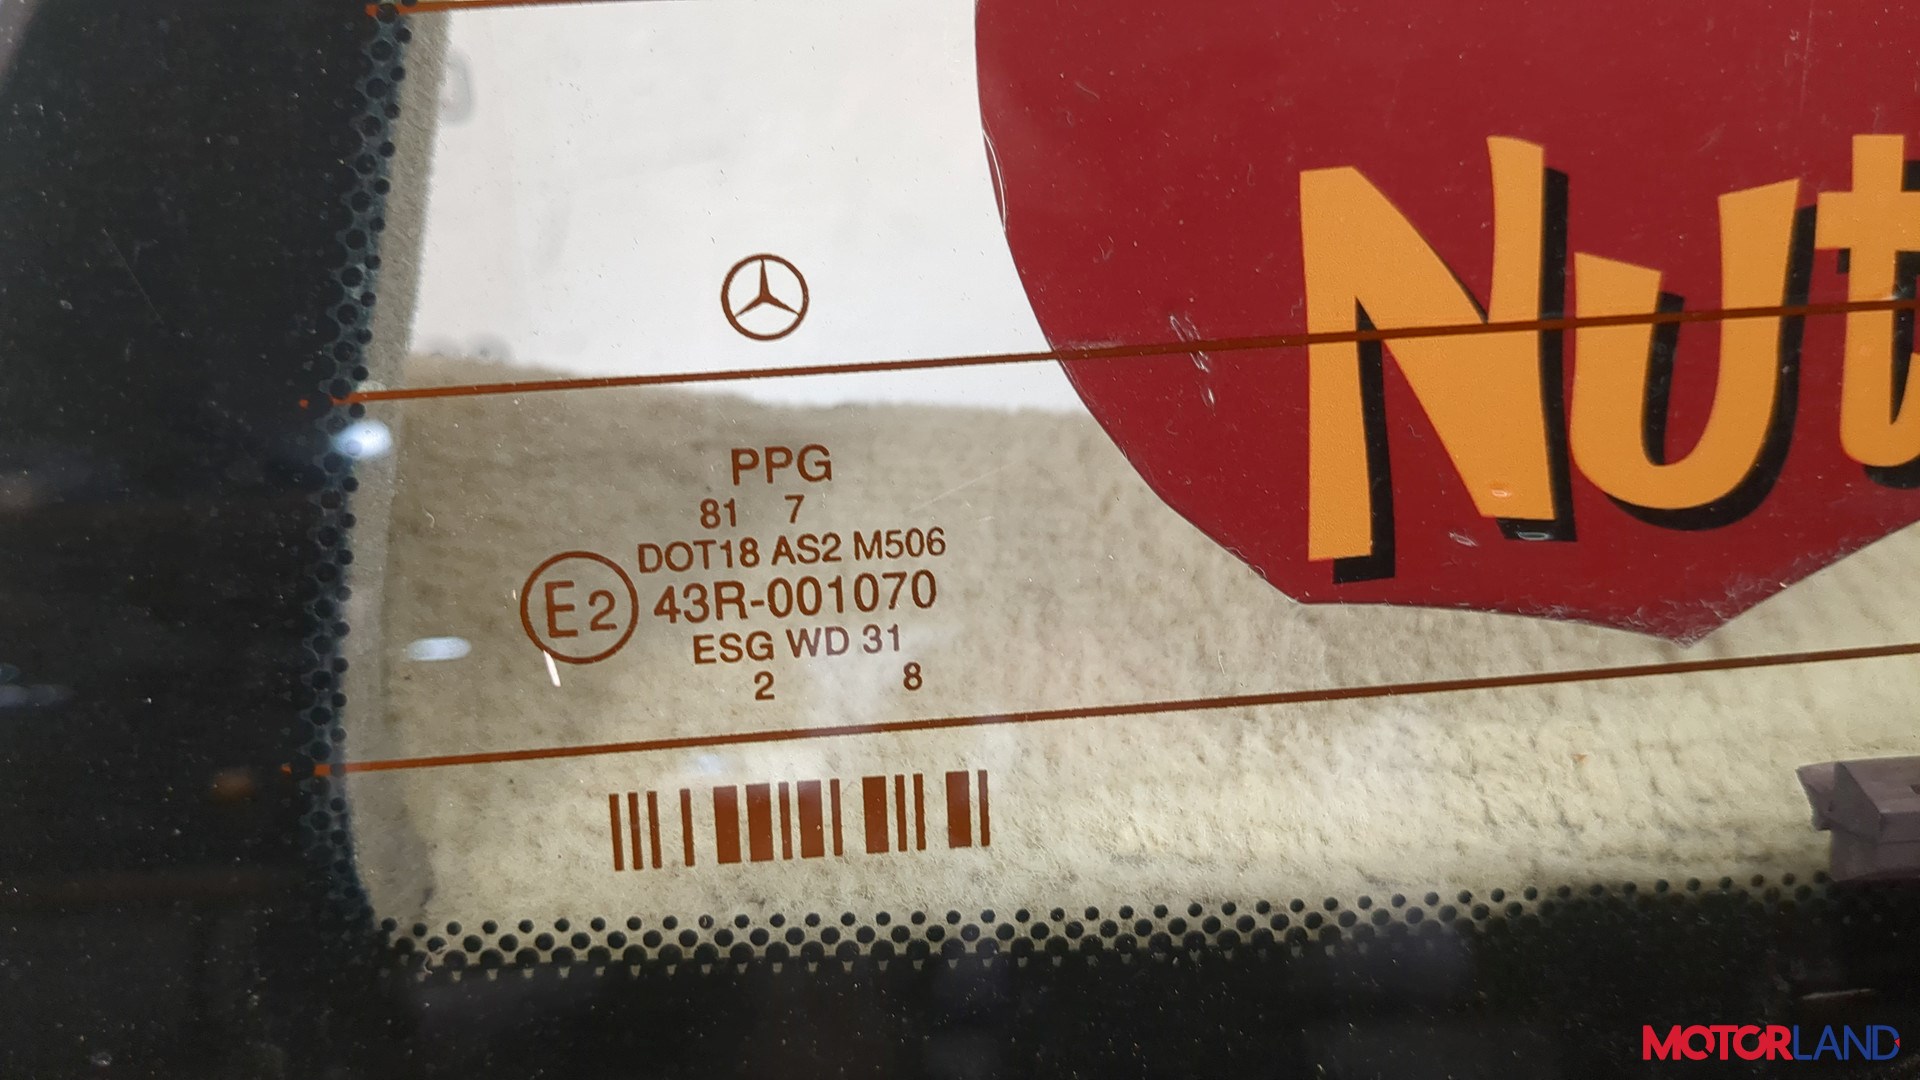 Nut
PPG
81 7
DOT18 AS2 M506
E2 43R-001070
ESG WD 31
2 8
MOTORLAND